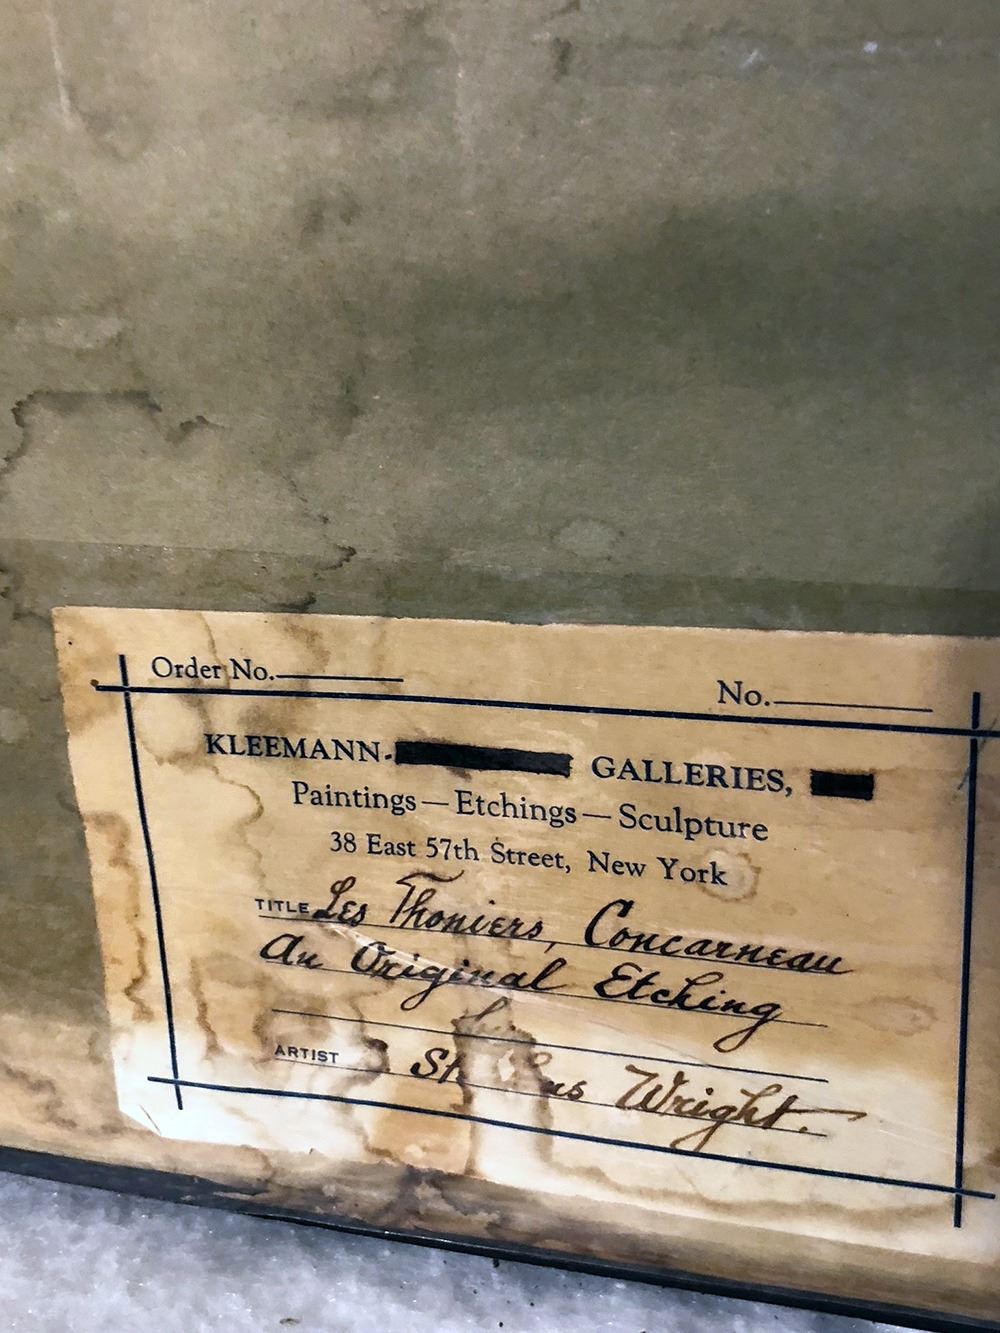 Order No.
No.
KLEEMANN- GALLERIES,
Paintings — Etchings — Sculpture
38 East 57th Street, New York
TITLE Les Thoniers, Concarneau
An Original Etching
by
ARTIST Wright.